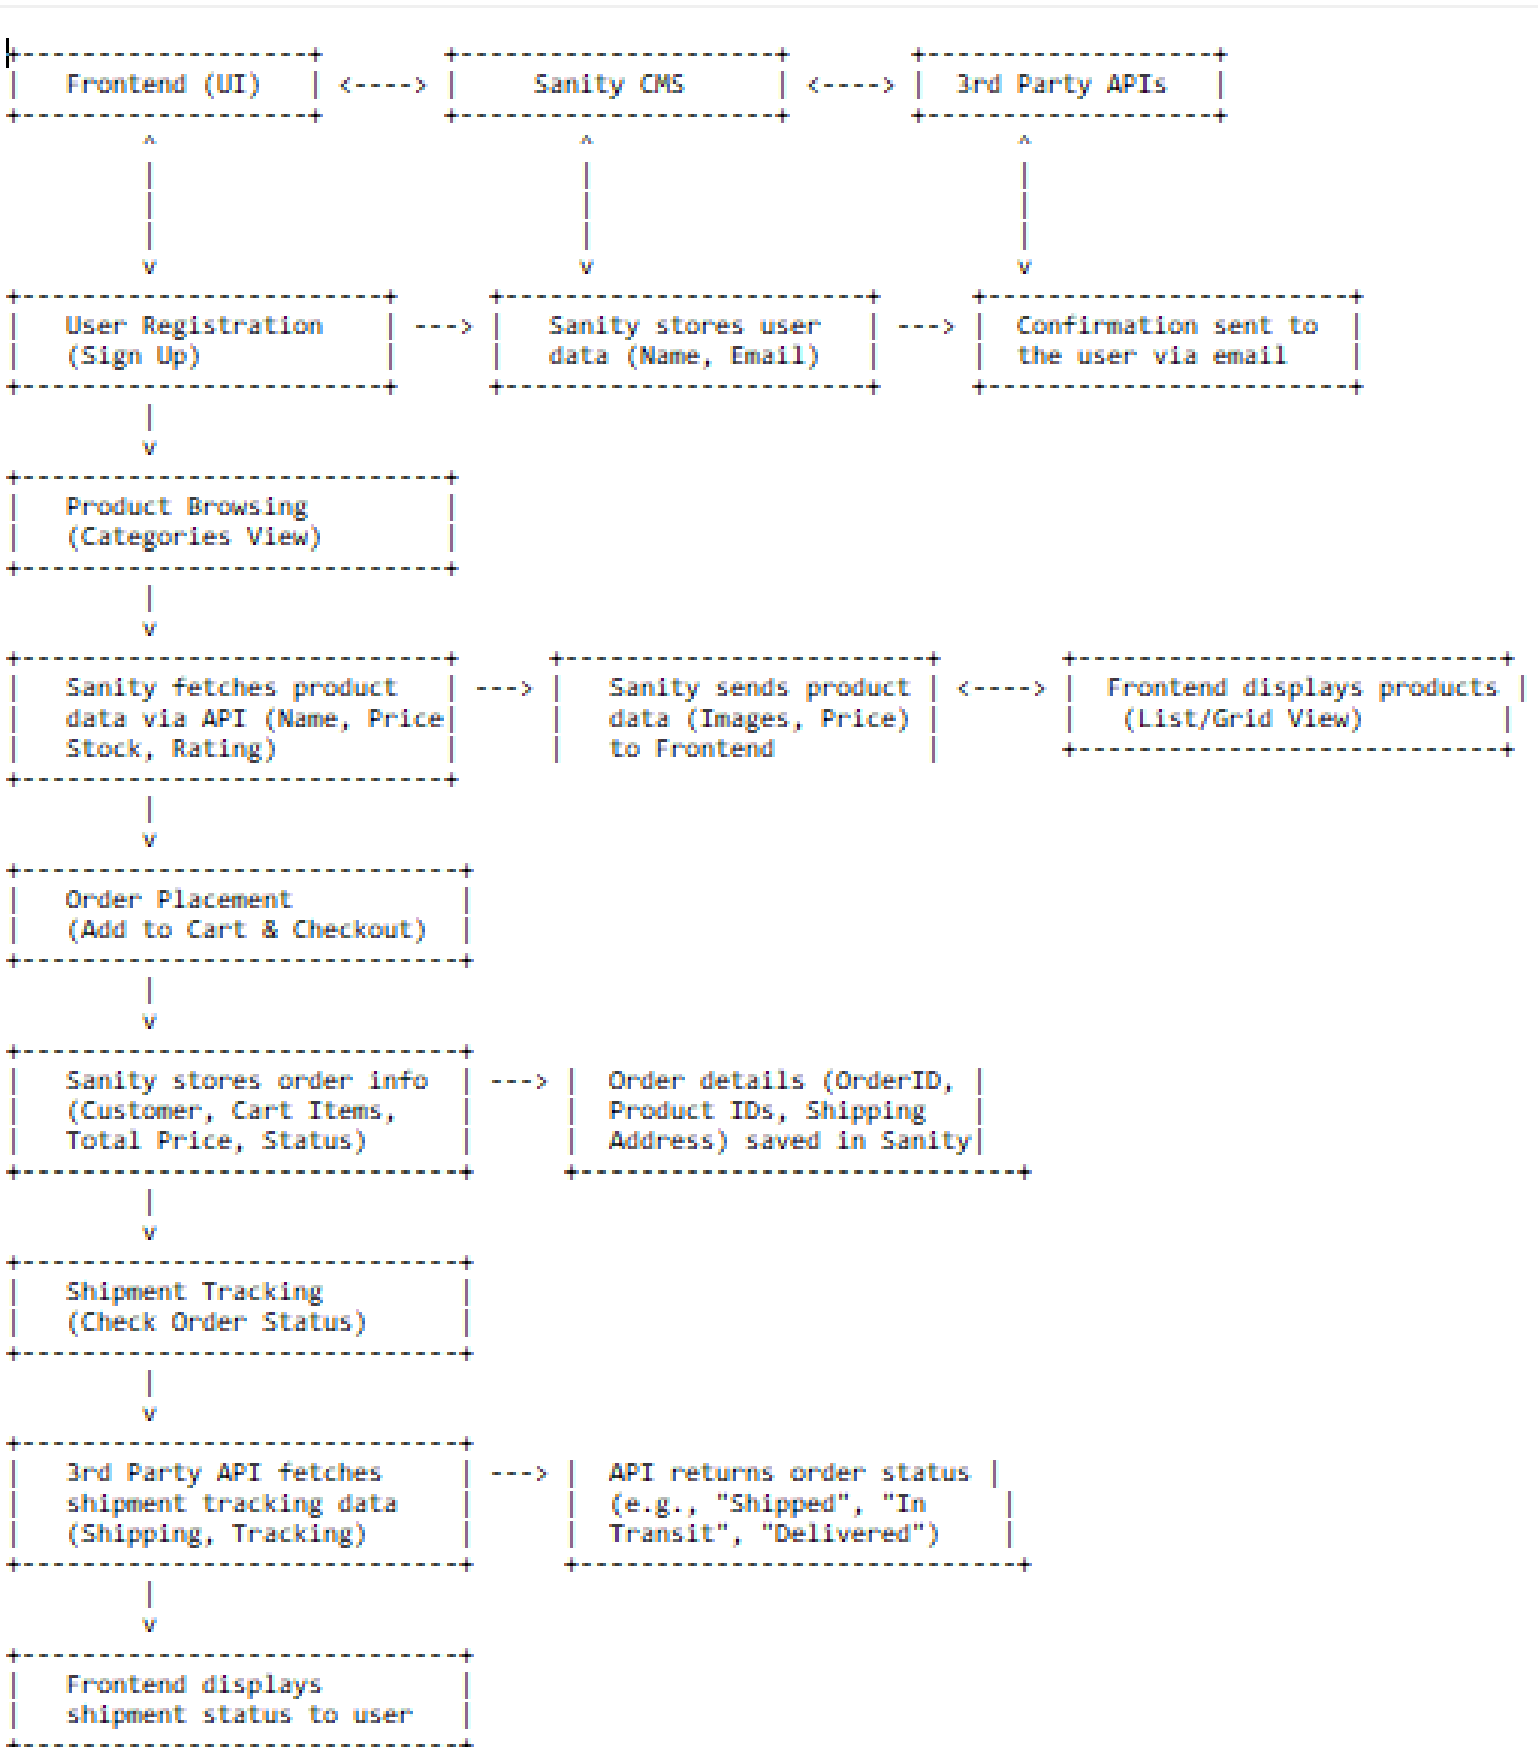 +-------------------+ +---------------------+ +-------------------+
| Frontend (UI) | <----> | Sanity CMS | <----> | 3rd Party APIs |
+-------------------+ +---------------------+ +-------------------+
^ ^ ^
| | |
| | |
| | |
v v v
+------------------------+ +------------------------+ +------------------------+
| User Registration | ---> | Sanity stores user | ---> | Confirmation sent to |
| (Sign Up) | | data (Name, Email) | | the user via email |
+------------------------+ +------------------------+ +------------------------+
|
v
+----------------------------+
| Product Browsing |
| (Categories View) |
+----------------------------+
|
v
+----------------------------+ +------------------------+ +----------------------------+
| Sanity fetches product | ---> | Sanity sends product | <----> | Frontend displays products |
| data via API (Name, Price| | data (Images, Price) | | (List/Grid View) |
| Stock, Rating) | | to Frontend | +----------------------------+
+----------------------------+
|
v
+-----------------------------+
| Order Placement |
| (Add to Cart & Checkout) |
+-----------------------------+
|
v
+-----------------------------+
| Sanity stores order info | ---> | Order details (OrderID, |
| (Customer, Cart Items, | | Product IDs, Shipping |
| Total Price, Status) | | Address) saved in Sanity|
+-----------------------------+ +-----------------------------+
|
v
+-----------------------------+
| Shipment Tracking |
| (Check Order Status) |
+-----------------------------+
|
v
+-----------------------------+
| 3rd Party API fetches | ---> | API returns order status |
| shipment tracking data | | (e.g., "Shipped", "In |
| (Shipping, Tracking) | | Transit", "Delivered") |
+-----------------------------+ +-----------------------------+
|
v
+-----------------------------+
| Frontend displays |
| shipment status to user |
+-----------------------------+